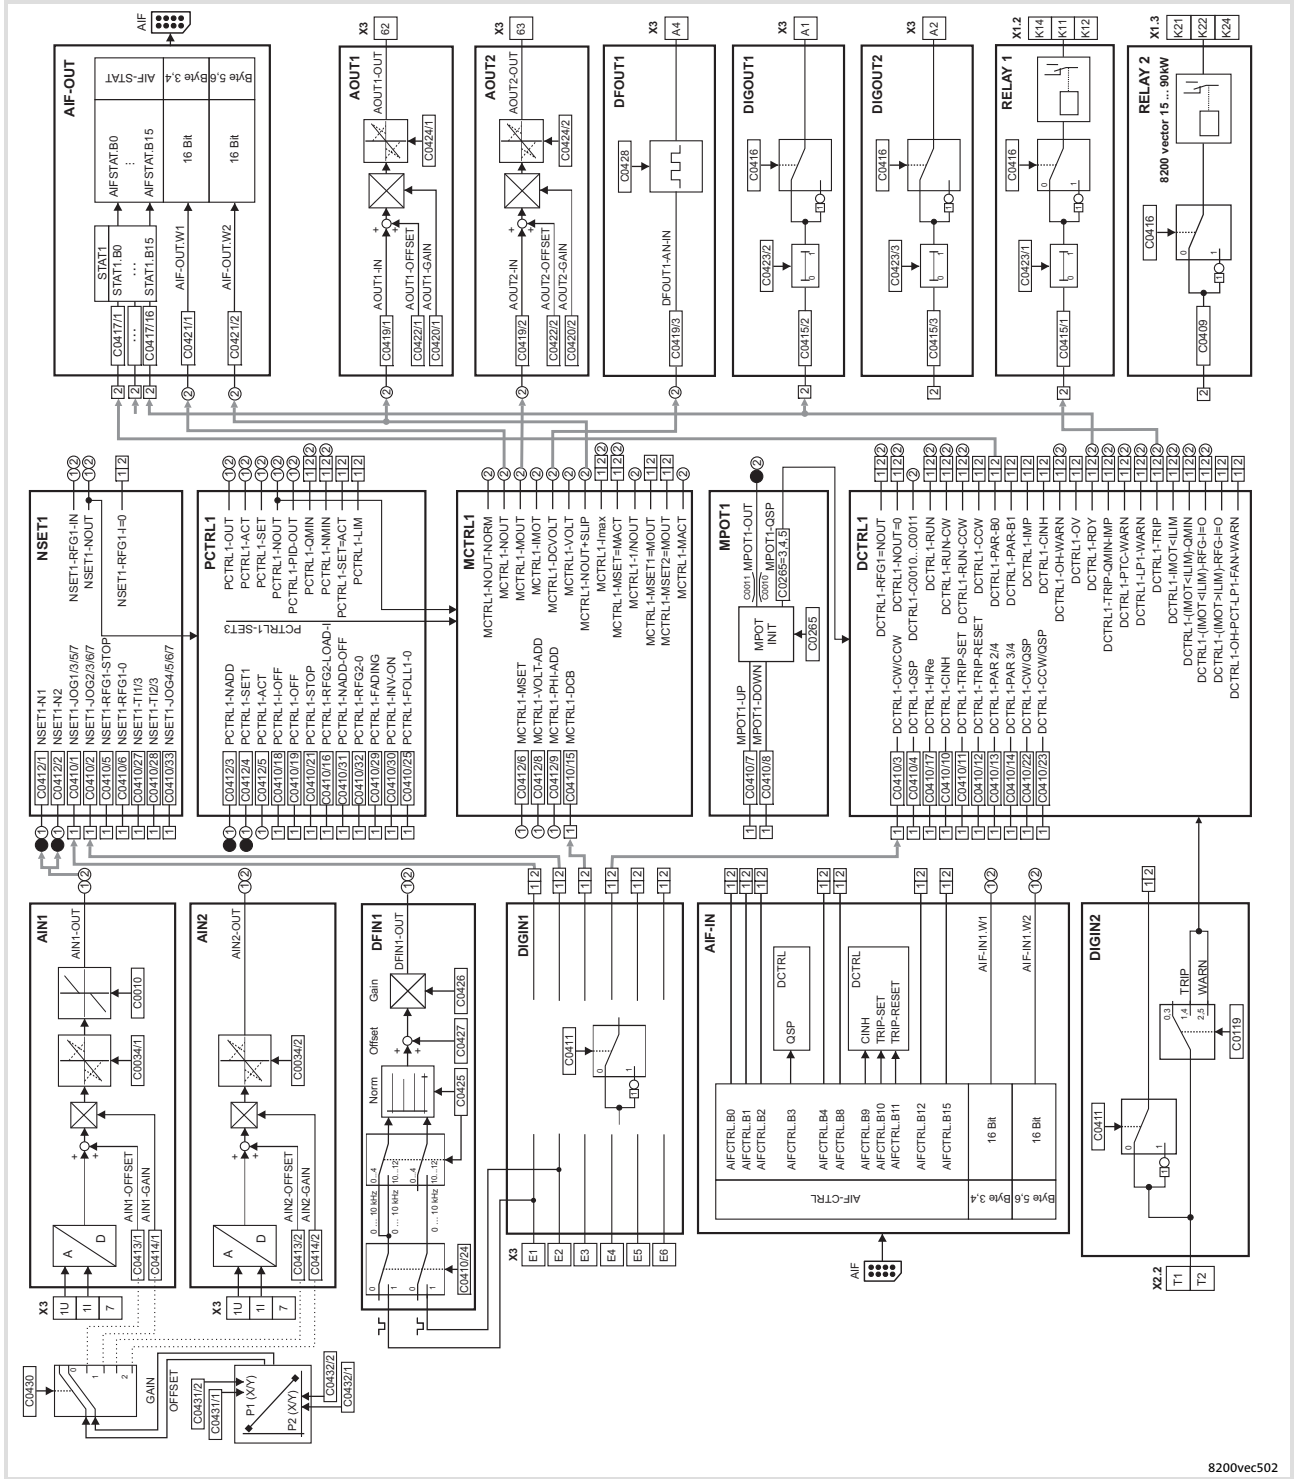 AIF
AIF-OUT
AIF-STAT
Byte 3,4
Byte 5,6
AIFSTAT.B0
...
AIFSTAT.B15
16 Bit
16 Bit
STAT1
STAT1.B0
...
STAT1.B15
AIF-OUT.W1
AIF-OUT.W2
C0417/1
...
C0417/16
C0421/1
C0421/2
X3
62
AOUT1
AOUT1-OUT
C0424/1
AOUT1-IN
AOUT1-OFFSET
AOUT1-GAIN
C0419/1
C0422/1
C0420/1
X3
63
AOUT2
AOUT2-OUT
C0424/2
AOUT2-IN
AOUT2-OFFSET
AOUT2-GAIN
C0419/2
C0422/2
C0420/2
X3
A4
DFOUT1
C0428
DFOUT1-AN-IN
C0419/3
X3
A1
DIGOUT1
C0416
C0423/2
C0415/2
X3
A2
DIGOUT2
C0416
C0423/3
C0415/3
X1.2
K14
K11
K12
RELAY 1
C0416
C0423/1
C0415/1
X1.3
K21
K22
K24
RELAY 2
8200 vector 15 ... 90kW
C0416
C0409
NSET1
NSET1-RFG1-IN
NSET1-NOUT
NSET1-RFG1-I=0
C0412/1 NSET1-N1
C0412/2 NSET1-N2
C0410/1 NSET1-JOG1/3/5/7
C0410/2 NSET1-JOG2/3/6/7
C0410/5 NSET1-RFG1-STOP
C0410/6 NSET1-RFG1-0
C0410/27 NSET1-TI1/3
C0410/28 NSET1-TI2/3
C0410/33 NSET1-JOG4/5/6/7
PCTRL1
PCTRL1-OUT
PCTRL1-ACT
PCTRL1-SET
PCTRL1-NOUT
PCTRL1-PID-OUT
PCTRL1-QMIN
PCTRL1-NMIN
PCTRL1-SET=ACT
PCTRL1-LIM
PCTRL1-SET3
C0412/3 PCTRL1-NADD
C0412/4 PCTRL1-SET1
C0412/5 PCTRL1-ACT
C0410/18 PCTRL1-I-OFF
C0410/19 PCTRL1-OFF
C0410/21 PCTRL1-STOP
C0410/16 PCTRL1-RFG2-LOAD-I
C0410/31 PCTRL1-NADD-OFF
C0410/32 PCTRL1-RFG2-0
C0410/29 PCTRL1-FADING
C0410/30 PCTRL1-INV-ON
C0410/25 PCTRL1-FOLL1-0
MCTRL1
MCTRL1-NOUT-NORM
MCTRL1-NOUT
MCTRL1-MOUT
MCTRL1-IMOT
MCTRL1-DCVOLT
MCTRL1-VOLT
MCTRL1-NOUT+SLIP
MCTRL1-Imax
MCTRL1-MSET=MACT
MCTRL1-1/NOUT
MCTRL1-MSET1=MOUT
MCTRL1-MSET2=MOUT
MCTRL1-MACT
C0412/6 MCTRL1-MSET
C0412/8 MCTRL1-VOLT-ADD
C0412/9 MCTRL1-PHI-ADD
C0410/15 MCTRL1-DCB
MPOT1
C0011
C0010
MPOT1-OUT
MPOT1-QSP
C0265=3,4,5
MPOT
INIT
C0265
MPOT1-UP
MPOT1-DOWN
C0410/7
C0410/8
DCTRL1
DCTRL1-RFG1=NOUT
DCTRL1-NOUT=0
DCTRL1-C0010...C0011
DCTRL1-RUN
DCTRL1-RUN-CW
DCTRL1-RUN-CCW
DCTRL1-CCW
DCTRL1-PAR-B0
DCTRL1-PAR-B1
DCTRL1-IMP
DCTRL1-CINH
DCTRL1-OH-WARN
DCTRL1-OV
DCTRL1-RDY
DCTRL1-TRIP-QMIN-IMP
DCTRL1-PTC-WARN
DCTRL1-LP1-WARN
DCTRL1-TRIP
DCTRL1-IMOT<ILIM
DCTRL1-(IMOT<ILIM)-QMIN
DCTRL1-(IMOT<ILIM)-RFG-I=O
DCTRL1-(IMOT>ILIM)-RFG-I=O
DCTRL1-OH-PCT-LP1-FAN-WARN
C0410/3 DCTRL1-CW/CCW
C0410/4 DCTRL1-QSP
C0410/17 DCTRL1-H/Re
C0410/10 DCTRL1-CINH
C0410/11 DCTRL1-TRIP-SET
C0410/12 DCTRL1-TRIP-RESET
C0410/13 DCTRL1-PAR 2/4
C0410/14 DCTRL1-PAR 3/4
C0410/22 DCTRL1-CW/QSP
C0410/23 DCTRL1-CCW/QSP
AIN1
AIN1-OUT
C0010
C0034/1
AIN1-OFFSET
AIN1-GAIN
C0413/1
C0414/1
A
D
X3
1U
1I
7
AIN2
AIN2-OUT
C0034/2
AIN2-OFFSET
AIN2-GAIN
C0413/2
C0414/2
A
D
X3
1U
1I
7
C0430
0
1
2
GAIN
OFFSET
C0431/2
C0431/1
P1 (X/Y)
P2 (X/Y)
C0432/2
C0432/1
DFIN1
DFIN1-OUT
Gain
Offset
Norm
C0426
C0427
C0425
0...4
10...12
0...4
10...12
0 ... 10 kHz
0 ... 10 kHz
C0410/24
DIGIN1
C0411
X3
E1
E2
E3
E4
E5
E6
AIF-IN
DCTRL
QSP
DCTRL
CINH
TRIP-SET
TRIP-RESET
AIF-IN1.W1
AIF-IN1.W2
AIFCTRL.B0
AIFCTRL.B1
AIFCTRL.B2
AIFCTRL.B3
AIFCTRL.B4
AIFCTRL.B8
AIFCTRL.B9
AIFCTRL.B10
AIFCTRL.B11
AIFCTRL.B12
AIFCTRL.B15
16 Bit
16 Bit
AIF-CTRL
Byte 3,4
Byte 5,6
AIF
DIGIN2
TRIP
WARN
0,3
1,4
2,5
C0119
C0411
X2.2
T1
T2
8200vec502